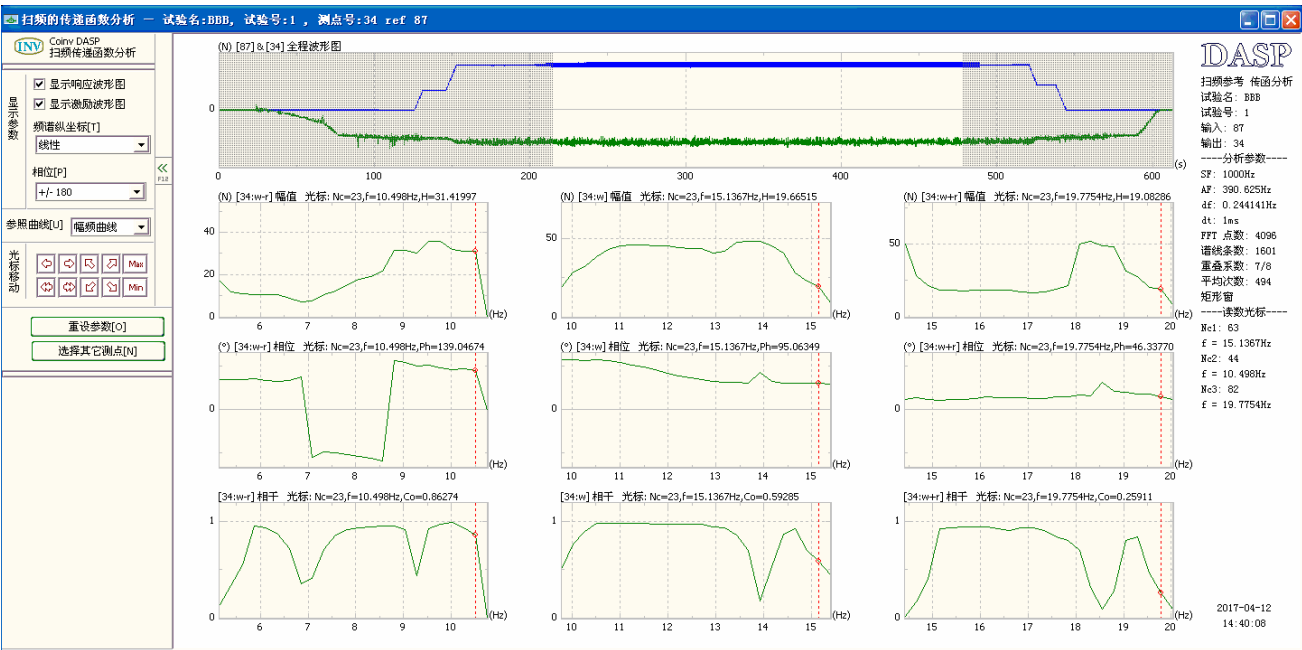 扫频的传递函数分析 － 试验名:BBB, 试验号:1 , 测点号:34 ref 87
INV Coinv DASP
扫频传递函数分析
显示参数
显示响应波形图
显示激励波形图
频谱纵坐标[T]
线性
相位[P]
+/- 180
F12
参照曲线[U] 幅频曲线
光标移动
Max
Min
重设参数[O]
选择其它测点[N]
(N) [87]&[34]全程波形图
0
0 100 200 300 400 500 600 (s)
(N) [34:w-r] 幅值 光标: Nc=23,f=10.498Hz,H=31.41997
40
20
0
6 7 8 9 10 (Hz)
(N) [34:w] 幅值 光标: Nc=23,f=15.1367Hz,H=19.66515
50
0
10 11 12 13 14 15 (Hz)
(N) [34:w+r] 幅值 光标: Nc=23,f=19.7754Hz,H=19.08286
50
0
15 16 17 18 19 20 (Hz)
(°) [34:w-r] 相位 光标: Nc=23,f=10.498Hz,Ph=139.04674
0
6 7 8 9 10 (Hz)
(°) [34:w] 相位 光标: Nc=23,f=15.1367Hz,Ph=95.06349
0
10 11 12 13 14 15 (Hz)
(°) [34:w+r] 相位 光标: Nc=23,f=19.7754Hz,Ph=46.33770
0
15 16 17 18 19 20 (Hz)
[34:w-r] 相干 光标: Nc=23,f=10.498Hz,Co=0.86274
1
0
6 7 8 9 10 (Hz)
[34:w] 相干 光标: Nc=23,f=15.1367Hz,Co=0.59285
1
0
10 11 12 13 14 15 (Hz)
[34:w+r] 相干 光标: Nc=23,f=19.7754Hz,Co=0.25911
1
0
15 16 17 18 19 20 (Hz)
DASP
扫频参考 传函分析
试验名: BBB
试验号: 1
输入: 87
输出: 34
----分析参数----
SF: 1000Hz
AF: 390.625Hz
df: 0.244141Hz
dt: 1ms
FFT 点数: 4096
谱线条数: 1601
重叠系数: 7/8
平均次数: 494
矩形窗
----读数光标----
Nc1: 63
f = 15.1367Hz
Nc2: 44
f = 10.498Hz
Nc3: 82
f = 19.7754Hz
2017-04-12
14:40:08